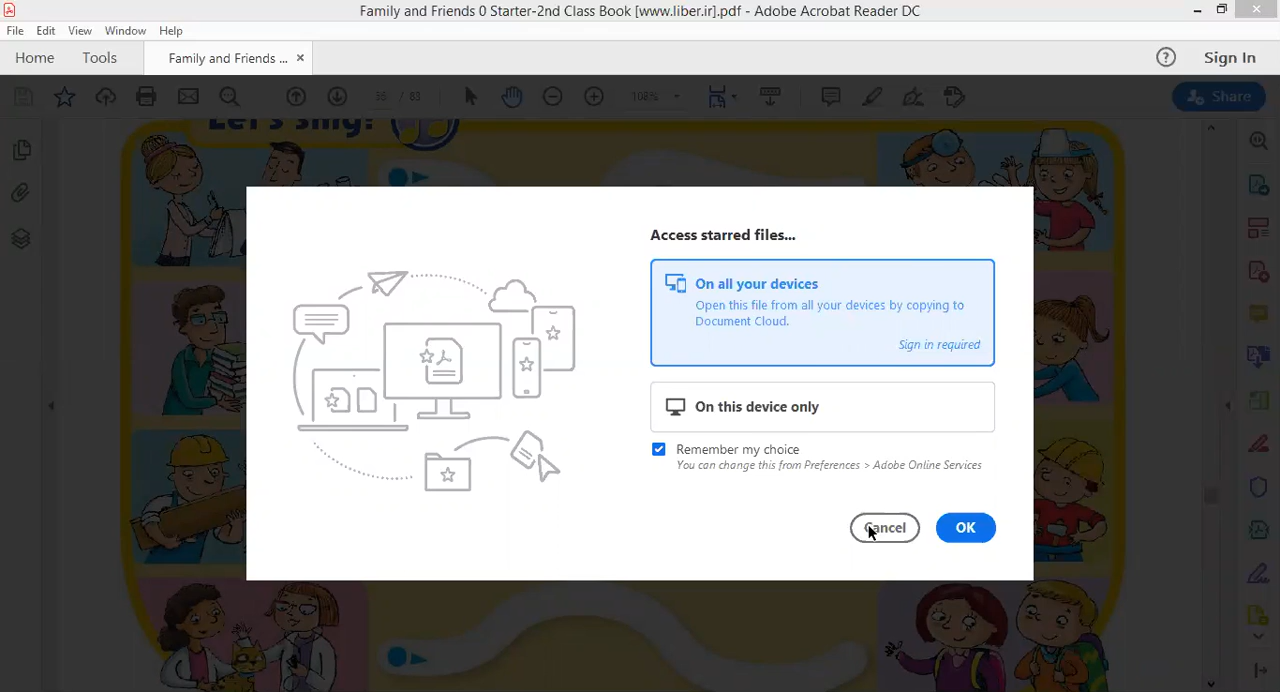 Family and Friends 0 Starter-2nd Class Book [www.liber.ir].pdf - Adobe Acrobat Reader DC
File Edit View Window Help
Home Tools Family and Friends ... ×
Sign In
/ 83
108%
Share
Let's sing!
Access starred files...
On all your devices
Open this file from all your devices by copying to
Document Cloud.
Sign in required
On this device only
Remember my choice
You can change this from Preferences > Adobe Online Services
Cancel OK